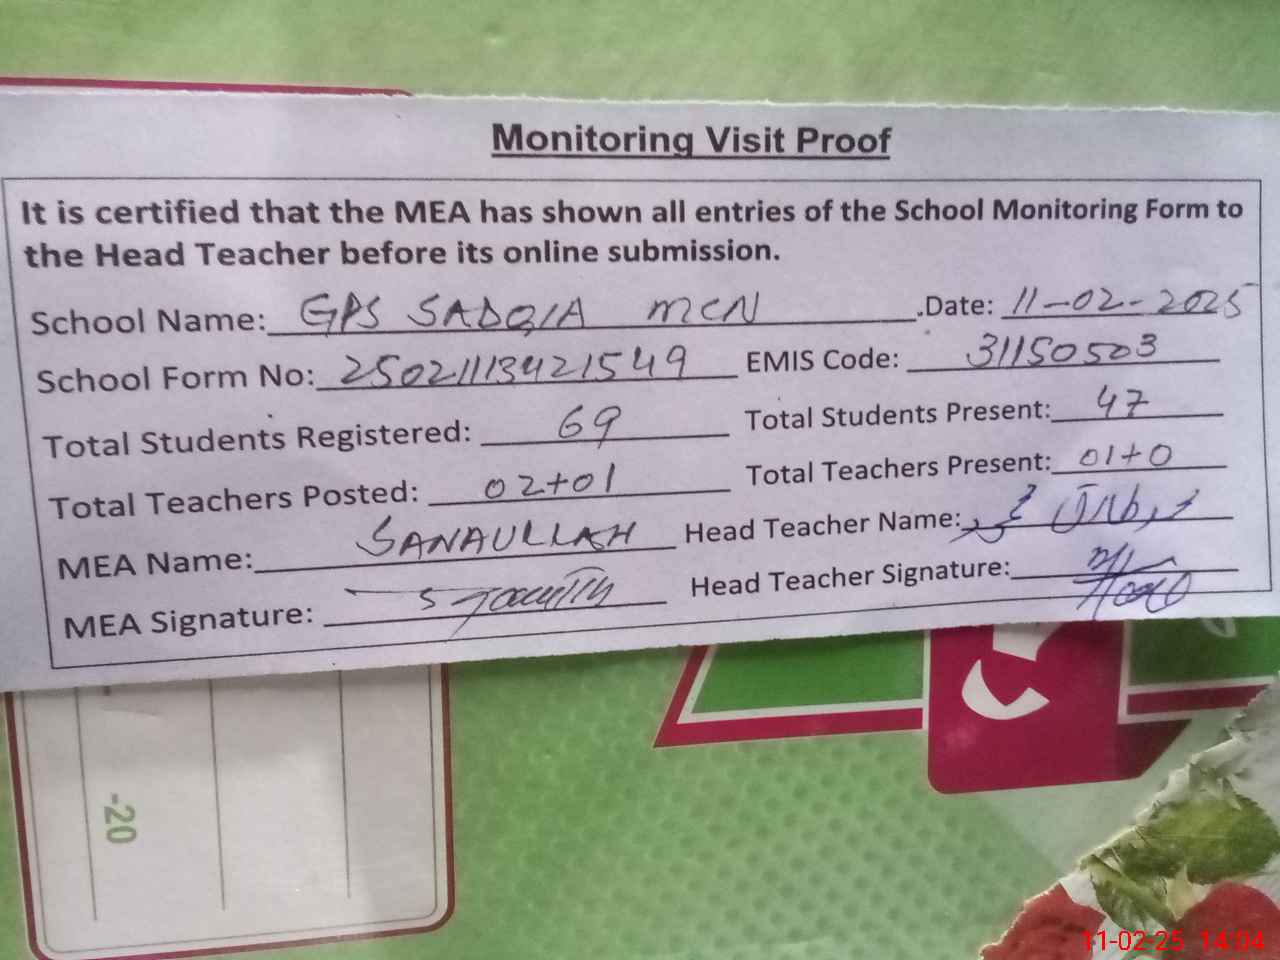 Monitoring Visit Proof
It is certified that the MEA has shown all entries of the School Monitoring Form to
the Head Teacher before its online submission.
School Name: GPS SADQIA MCN .Date: 11-02-2025
School Form No: 25021113421549 EMIS Code: 31150503
Total Students Registered: 69 Total Students Present: 47
Total Teachers Posted: 02+01 Total Teachers Present: 01+0
MEA Name: SANAULLAH Head Teacher Name:
MEA Signature: Head Teacher Signature:
-20
11-02-25 14:04